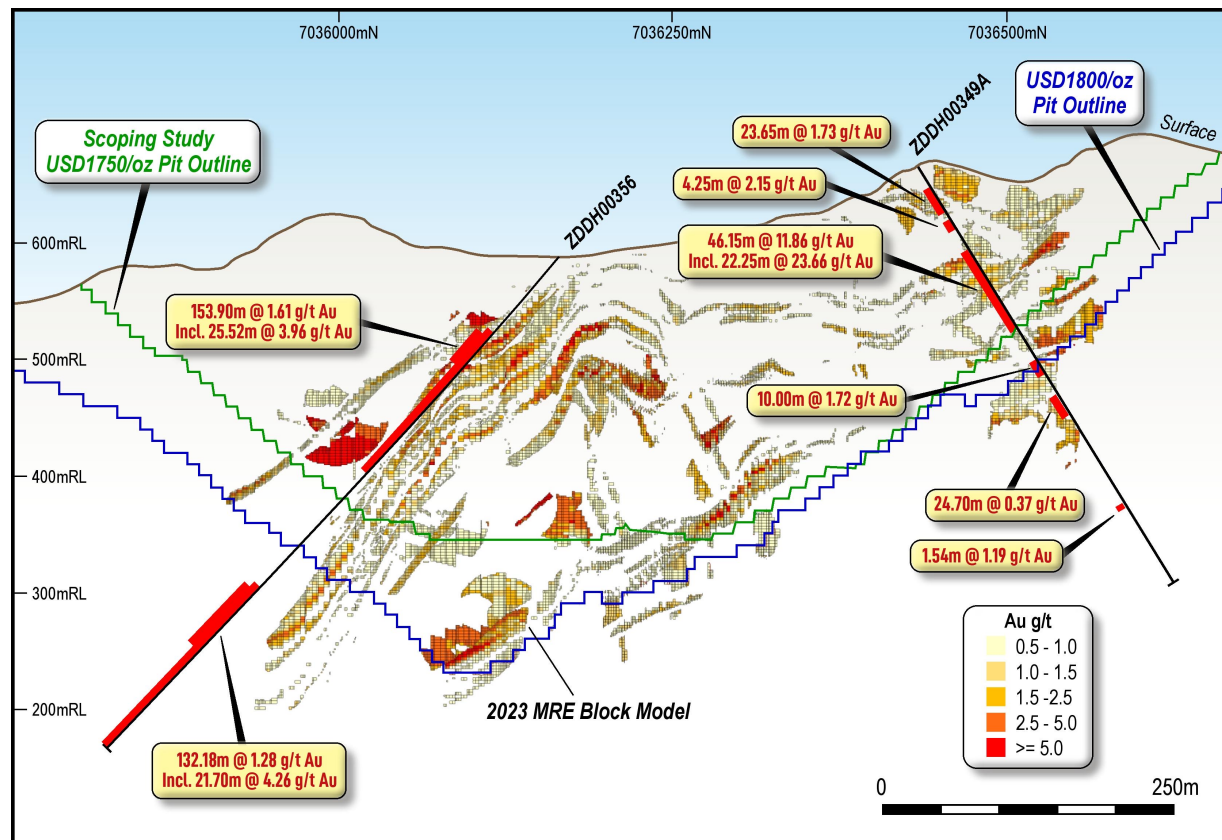 7036000mN
7036250mN
7036500mN
Scoping Study
USD1750/oz Pit Outline
ZDDH00356
23.65m @ 1.73 g/t Au
4.25m @ 2.15 g/t Au
46.15m @ 11.86 g/t Au
Incl. 22.25m @ 23.66 g/t Au
ZDDH00349A
USD1800/oz
Pit Outline
Surface
600mRL
500mRL
400mRL
300mRL
200mRL
153.90m @ 1.61 g/t Au
Incl. 25.52m @ 3.96 g/t Au
10.00m @ 1.72 g/t Au
24.70m @ 0.37 g/t Au
1.54m @ 1.19 g/t Au
2023 MRE Block Model
132.18m @ 1.28 g/t Au
Incl. 21.70m @ 4.26 g/t Au
Au g/t
0.5 - 1.0
1.0 - 1.5
1.5 -2.5
2.5 - 5.0
>= 5.0
0
250m